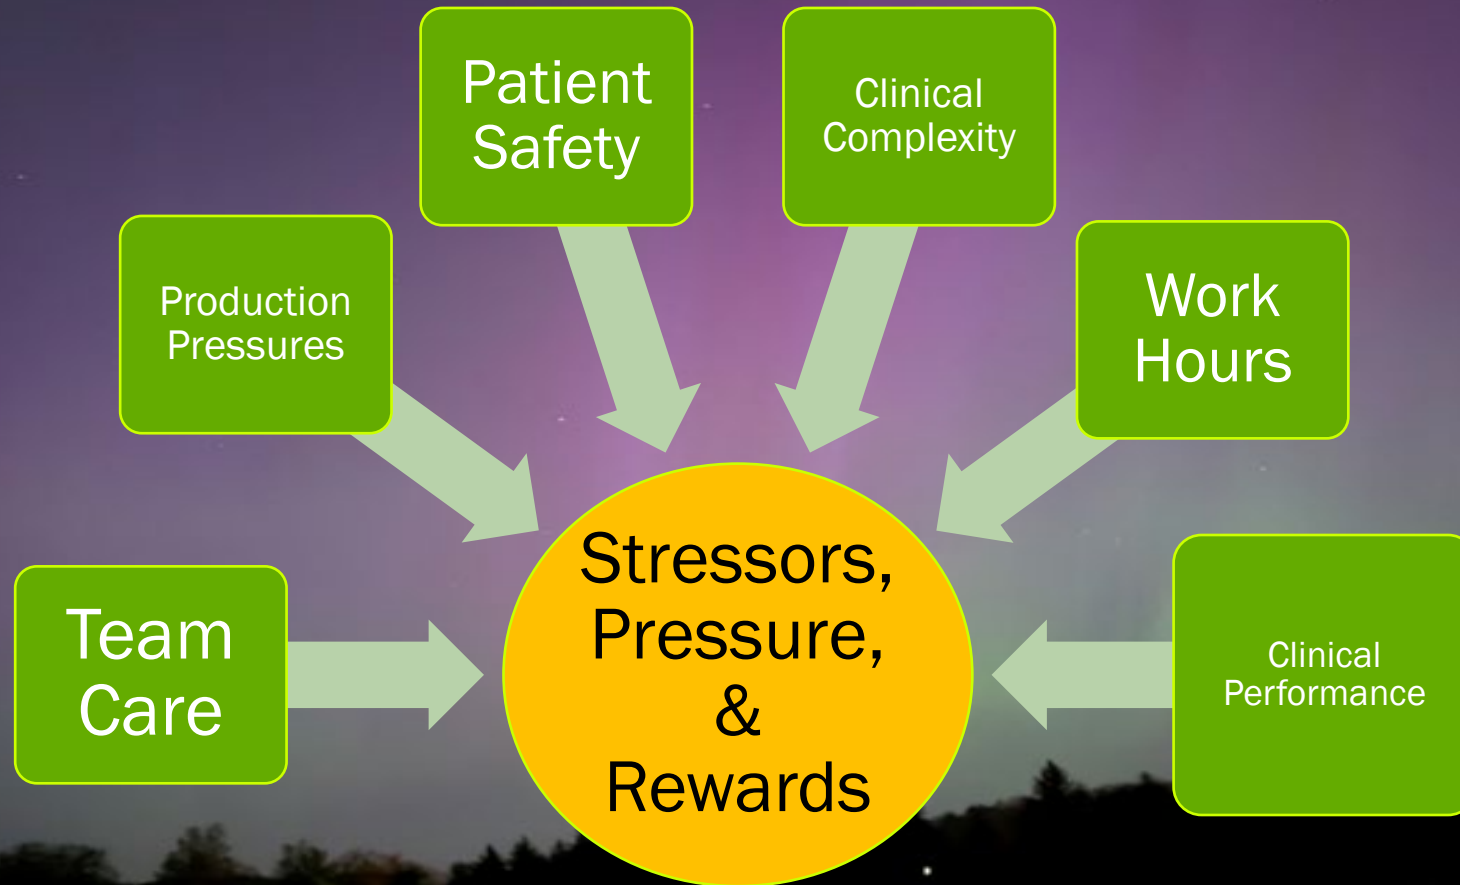 Patient
Safety
Clinical
Complexity
Production
Pressures
Work
Hours
Team
Care
Clinical
Performance
Stressors,
Pressure,
&
Rewards